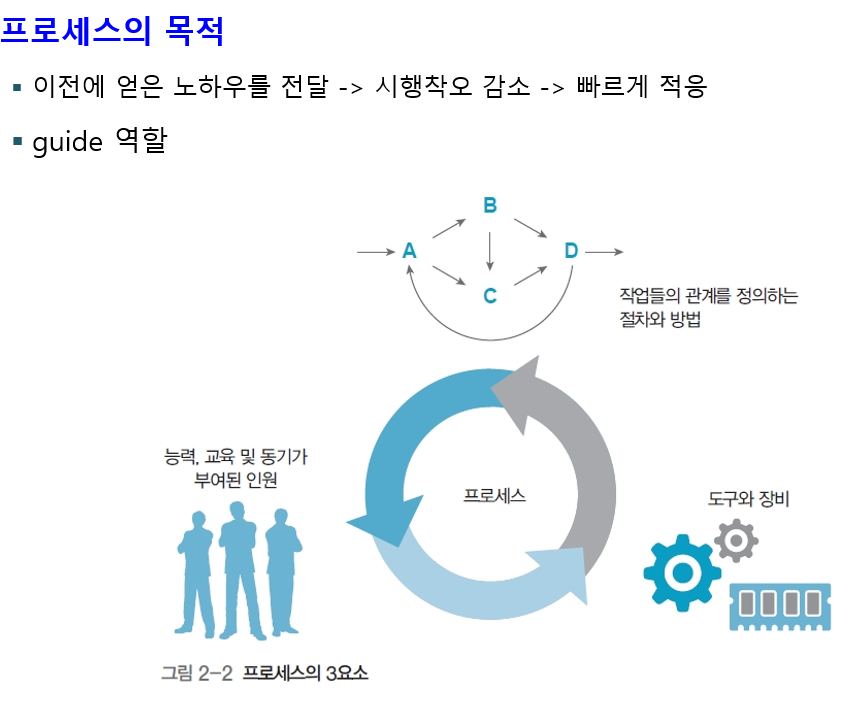 프로세스의 목적
▪ 이전에 얻은 노하우를 전달 -> 시행착오 감소 -> 빠르게 적응
▪ guide 역할
B
A
D
C
작업들의 관계를 정의하는
절차와 방법
능력, 교육 및 동기가
부여된 인원
프로세스
도구와 장비
그림 2-2 프로세스의 3요소